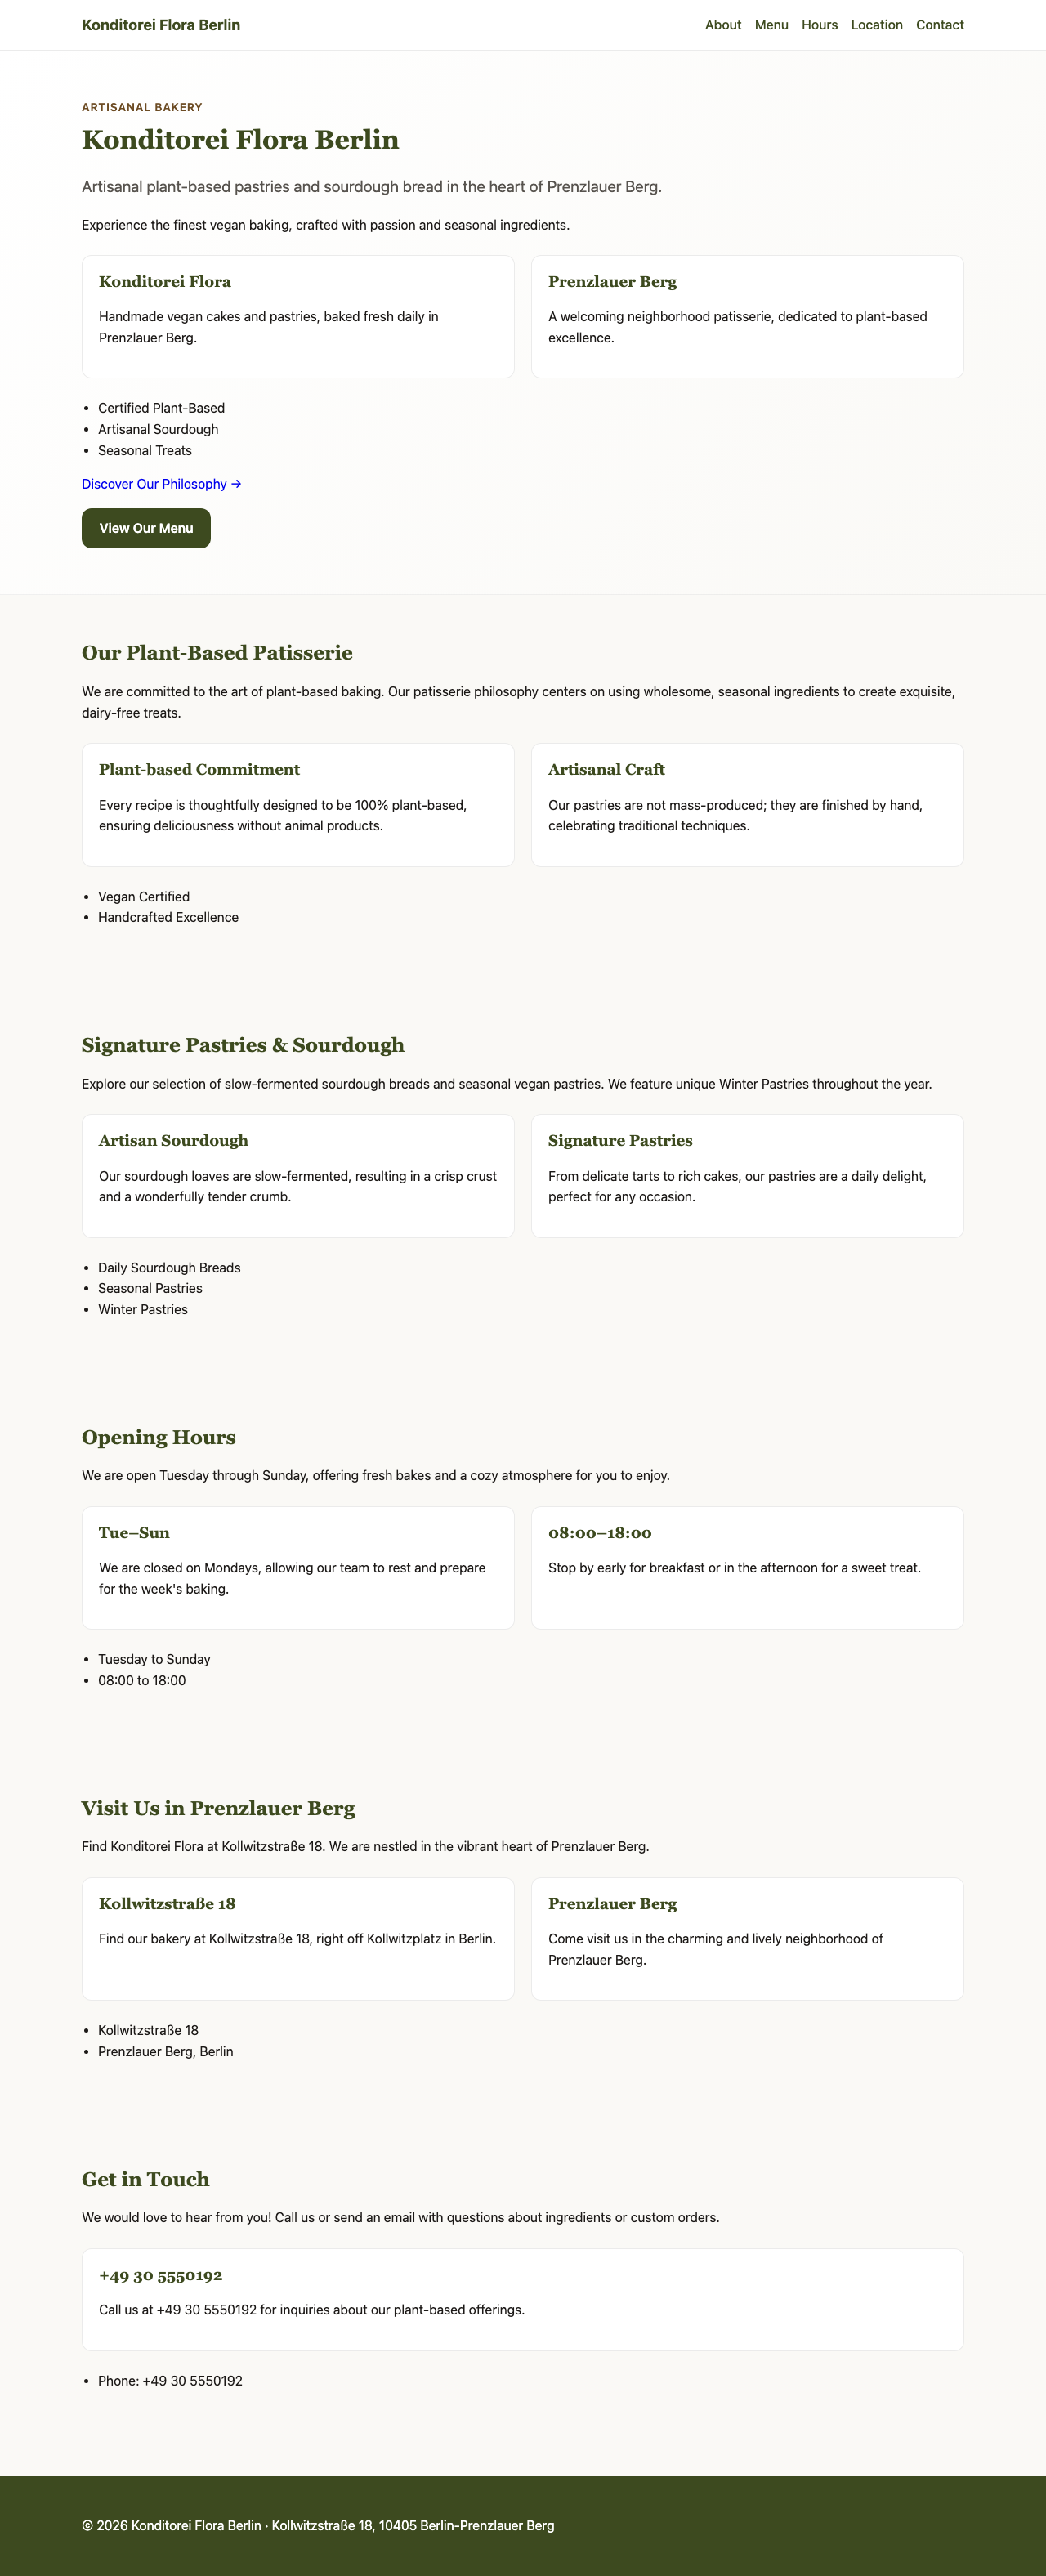 Konditorei Flora Berlin
About Menu Hours Location Contact
ARTISANAL BAKERY
Konditorei Flora Berlin
Artisanal plant-based pastries and sourdough bread in the heart of Prenzlauer Berg.
Experience the finest vegan baking, crafted with passion and seasonal ingredients.
Konditorei Flora
Handmade vegan cakes and pastries, baked fresh daily in
Prenzlauer Berg.
Prenzlauer Berg
A welcoming neighborhood patisserie, dedicated to plant-based
excellence.
• Certified Plant-Based
• Artisanal Sourdough
• Seasonal Treats
Discover Our Philosophy →
View Our Menu
Our Plant-Based Patisserie
We are committed to the art of plant-based baking. Our patisserie philosophy centers on using wholesome, seasonal ingredients to create exquisite,
dairy-free treats.
Plant-based Commitment
Every recipe is thoughtfully designed to be 100% plant-based,
ensuring deliciousness without animal products.
Artisanal Craft
Our pastries are not mass-produced; they are finished by hand,
celebrating traditional techniques.
• Vegan Certified
• Handcrafted Excellence
Signature Pastries & Sourdough
Explore our selection of slow-fermented sourdough breads and seasonal vegan pastries. We feature unique Winter Pastries throughout the year.
Artisan Sourdough
Our sourdough loaves are slow-fermented, resulting in a crisp crust
and a wonderfully tender crumb.
Signature Pastries
From delicate tarts to rich cakes, our pastries are a daily delight,
perfect for any occasion.
• Daily Sourdough Breads
• Seasonal Pastries
• Winter Pastries
Opening Hours
We are open Tuesday through Sunday, offering fresh bakes and a cozy atmosphere for you to enjoy.
Tue–Sun
We are closed on Mondays, allowing our team to rest and prepare
for the week's baking.
08:00–18:00
Stop by early for breakfast or in the afternoon for a sweet treat.
• Tuesday to Sunday
• 08:00 to 18:00
Visit Us in Prenzlauer Berg
Find Konditorei Flora at Kollwitzstraße 18. We are nestled in the vibrant heart of Prenzlauer Berg.
Kollwitzstraße 18
Find our bakery at Kollwitzstraße 18, right off Kollwitzplatz in Berlin.
Prenzlauer Berg
Come visit us in the charming and lively neighborhood of
Prenzlauer Berg.
• Kollwitzstraße 18
• Prenzlauer Berg, Berlin
Get in Touch
We would love to hear from you! Call us or send an email with questions about ingredients or custom orders.
+49 30 5550192
Call us at +49 30 5550192 for inquiries about our plant-based offerings.
• Phone: +49 30 5550192
© 2026 Konditorei Flora Berlin · Kollwitzstraße 18, 10405 Berlin-Prenzlauer Berg